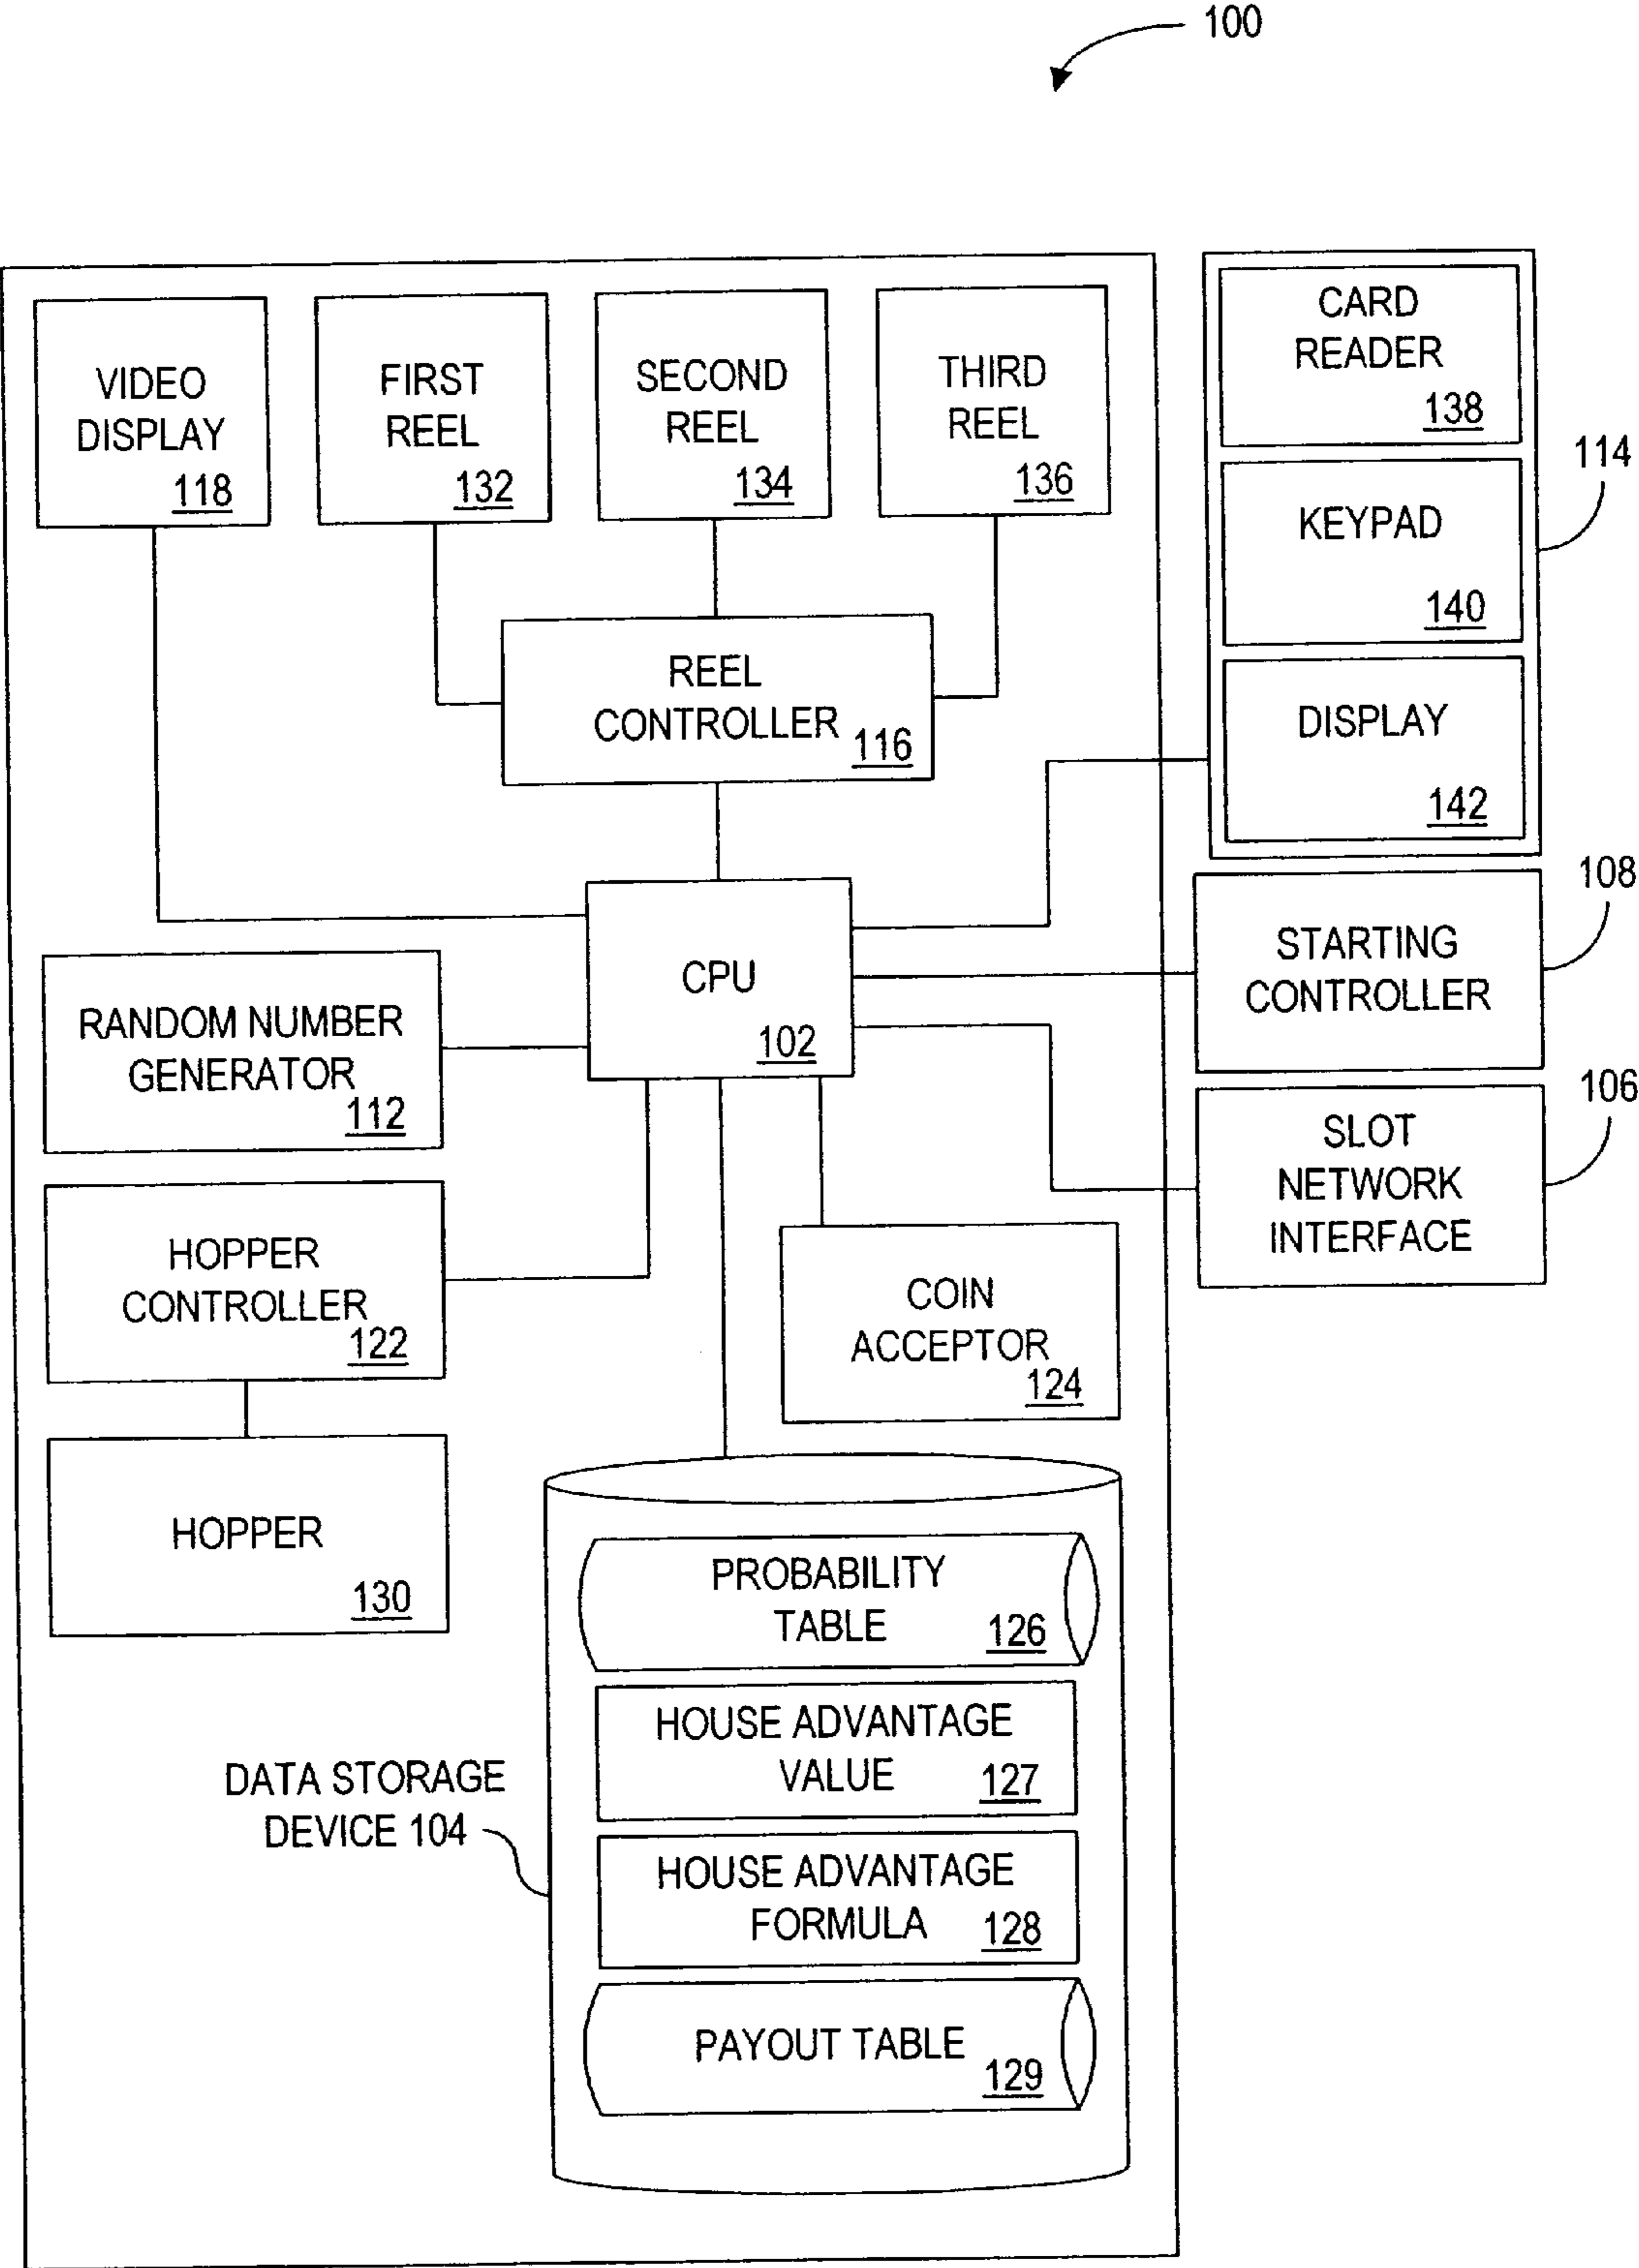 100
VIDEO
DISPLAY
118
FIRST
REEL
132
SECOND
REEL
134
THIRD
REEL
136
CARD
READER
138
KEYPAD
140
DISPLAY
142
114
REEL
CONTROLLER
116
CPU
102
STARTING
CONTROLLER
108
SLOT
NETWORK
INTERFACE
106
RANDOM NUMBER
GENERATOR
112
HOPPER
CONTROLLER
122
HOPPER
130
COIN
ACCEPTOR
124
DATA STORAGE
DEVICE 104
PROBABILITY
TABLE
126
HOUSE ADVANTAGE
VALUE
127
HOUSE ADVANTAGE
FORMULA
128
PAYOUT TABLE
129